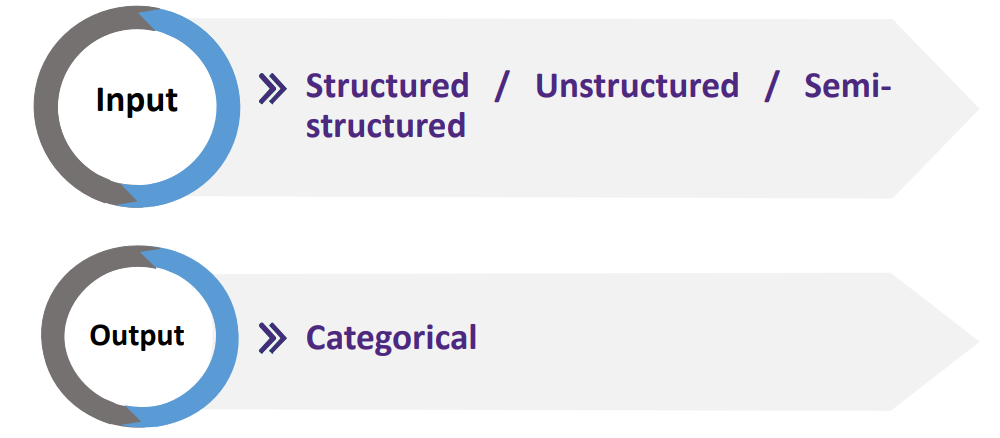 Input
Structured / Unstructured / Semi-
structured
Output
Categorical